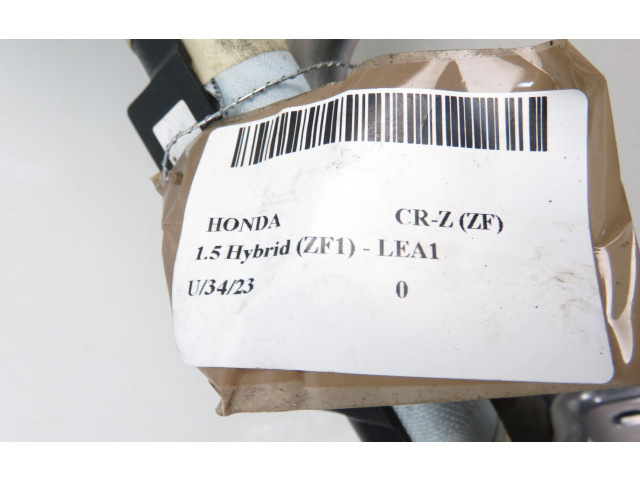 HONDA CR-Z (ZF)
1.5 Hybrid (ZF1) - LEA1
U/34/23 0